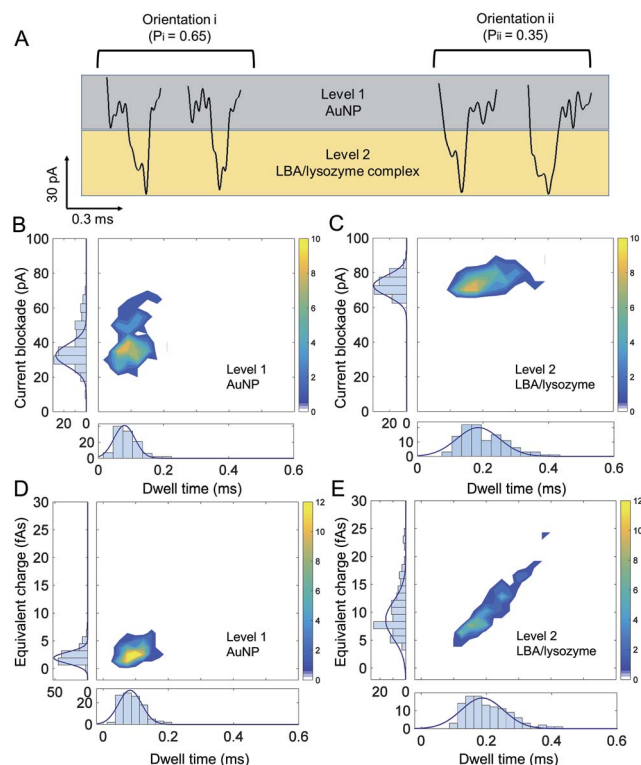 A
Orientation i
(Pi = 0.65)
Orientation ii
(Pii = 0.35)
Level 1
AuNP
Level 2
LBA/lysozyme complex
30 pA
0.3 ms
B
Current blockade (pA)
100
80
60
40
20
0
Level 1
AuNP
10
8
6
4
2
0
20 0
20
0
0 0.2 0.4 0.6
Dwell time (ms)
C
Current blockade (pA)
100
80
60
40
20
0
Level 2
LBA/lysozyme
10
8
6
4
2
0
20 0
20
10
0
0 0.2 0.4 0.6
Dwell time (ms)
D
Equivalent charge (fAs)
30
25
20
15
10
5
0
Level 1
AuNP
12
10
8
6
4
2
0
50 0
20
0
0 0.2 0.4 0.6
Dwell time (ms)
E
Equivalent charge (fAs)
30
25
20
15
10
5
0
Level 2
LBA/lysozyme
12
10
8
6
4
2
0
20 0
10
0
0 0.2 0.4 0.6
Dwell time (ms)